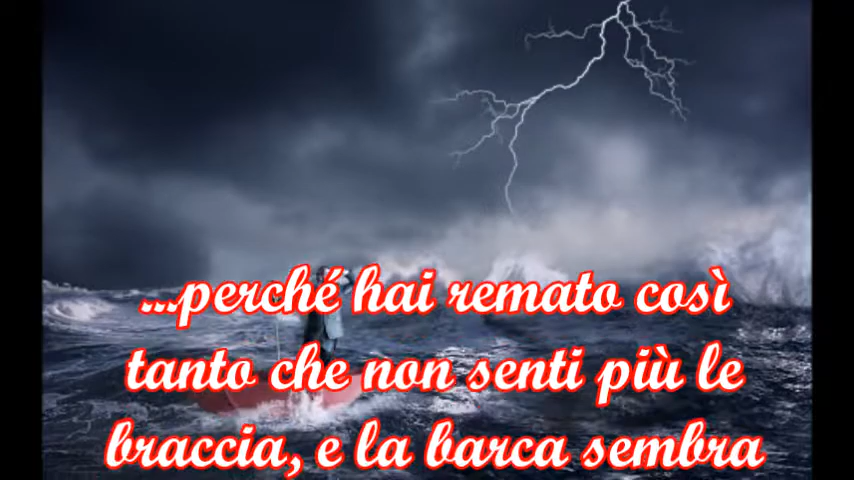 ...perché hai remato così
tanto che non senti più le
braccia, e la barca sembra